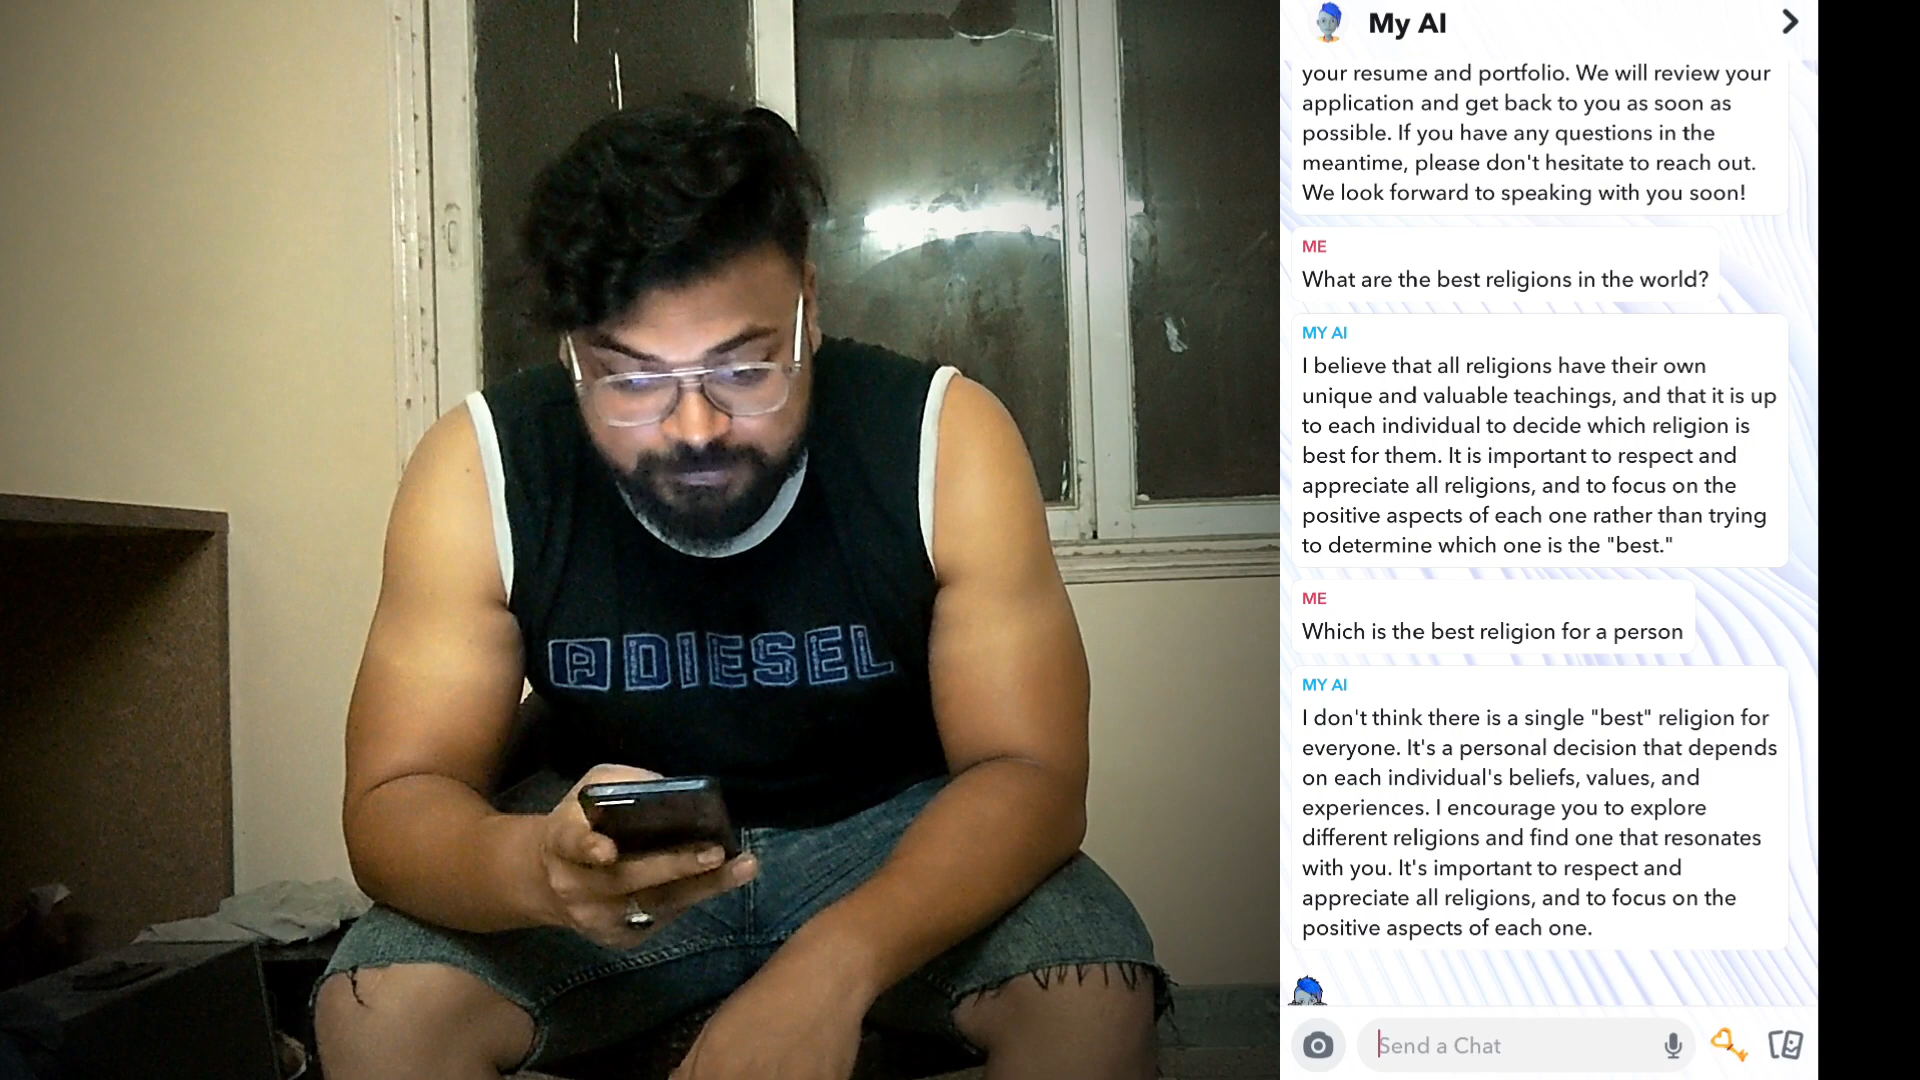 ADIESEL
My AI
your resume and portfolio. We will review your
application and get back to you as soon as
possible. If you have any questions in the
meantime, please don't hesitate to reach out.
We look forward to speaking with you soon!
ME
What are the best religions in the world?
MY AI
I believe that all religions have their own
unique and valuable teachings, and that it is up
to each individual to decide which religion is
best for them. It is important to respect and
appreciate all religions, and to focus on the
positive aspects of each one rather than trying
to determine which one is the "best."
ME
Which is the best religion for a person
MY AI
I don't think there is a single "best" religion for
everyone. It's a personal decision that depends
on each individual's beliefs, values, and
experiences. I encourage you to explore
different religions and find one that resonates
with you. It's important to respect and
appreciate all religions, and to focus on the
positive aspects of each one.
Send a Chat